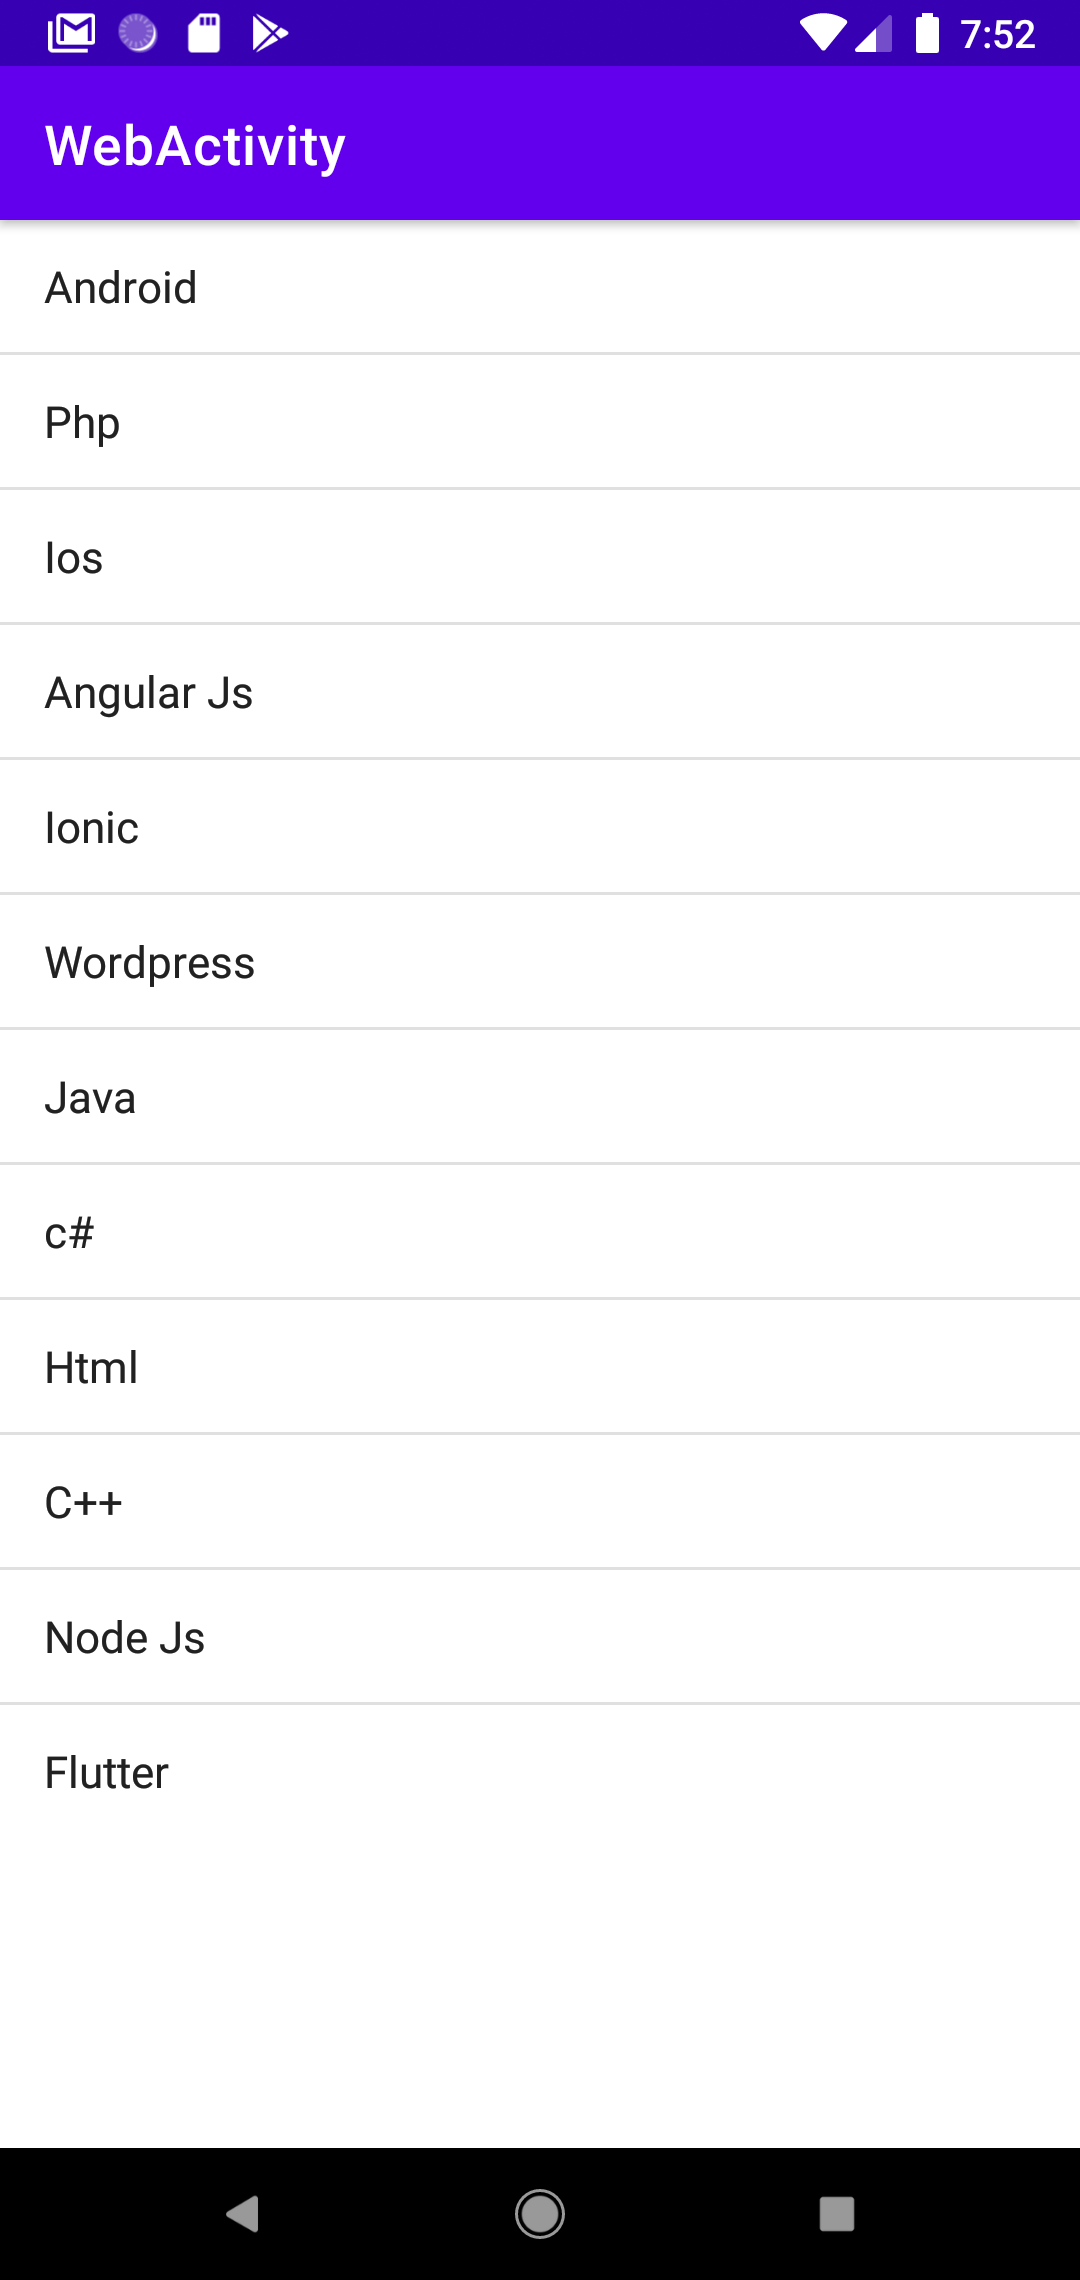 7:52
WebActivity
Android
Php
Ios
Angular Js
Ionic
Wordpress
Java
c#
Html
C++
Node Js
Flutter